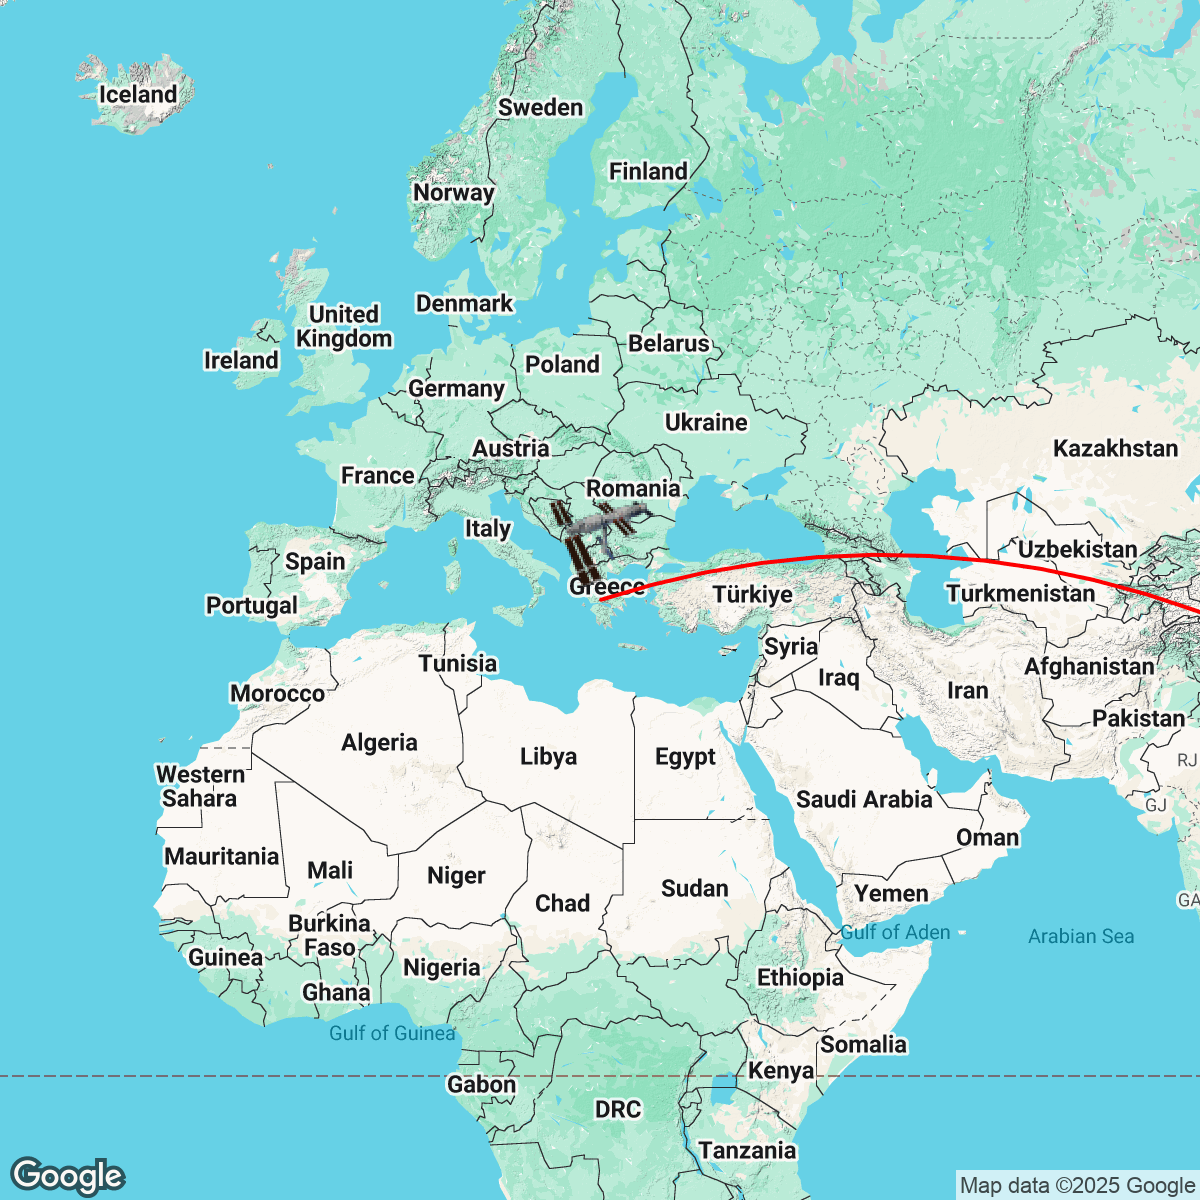 Iceland
Sweden
Finland
Norway
Denmark
United
Kingdom
Ireland
Belarus
Poland
Germany
Ukraine
Austria
Kazakhstan
France
Romania
Italy
Uzbekistan
Spain
Greece
Türkiye
Turkmenistan
Portugal
Syria
Tunisia
Afghanistan
Iraq
Iran
Morocco
Pakistan
Algeria
Libya
Egypt
RJ
Western
Sahara
Saudi Arabia
GJ
Oman
Mauritania
Mali
Niger
Sudan
Yemen
Chad
GA
Burkina
Faso
Gulf of Aden
Arabian Sea
Guinea
Nigeria
Ethiopia
Ghana
Gulf of Guinea
Somalia
Kenya
Gabon
DRC
Tanzania
Google
Map data ©2025 Google